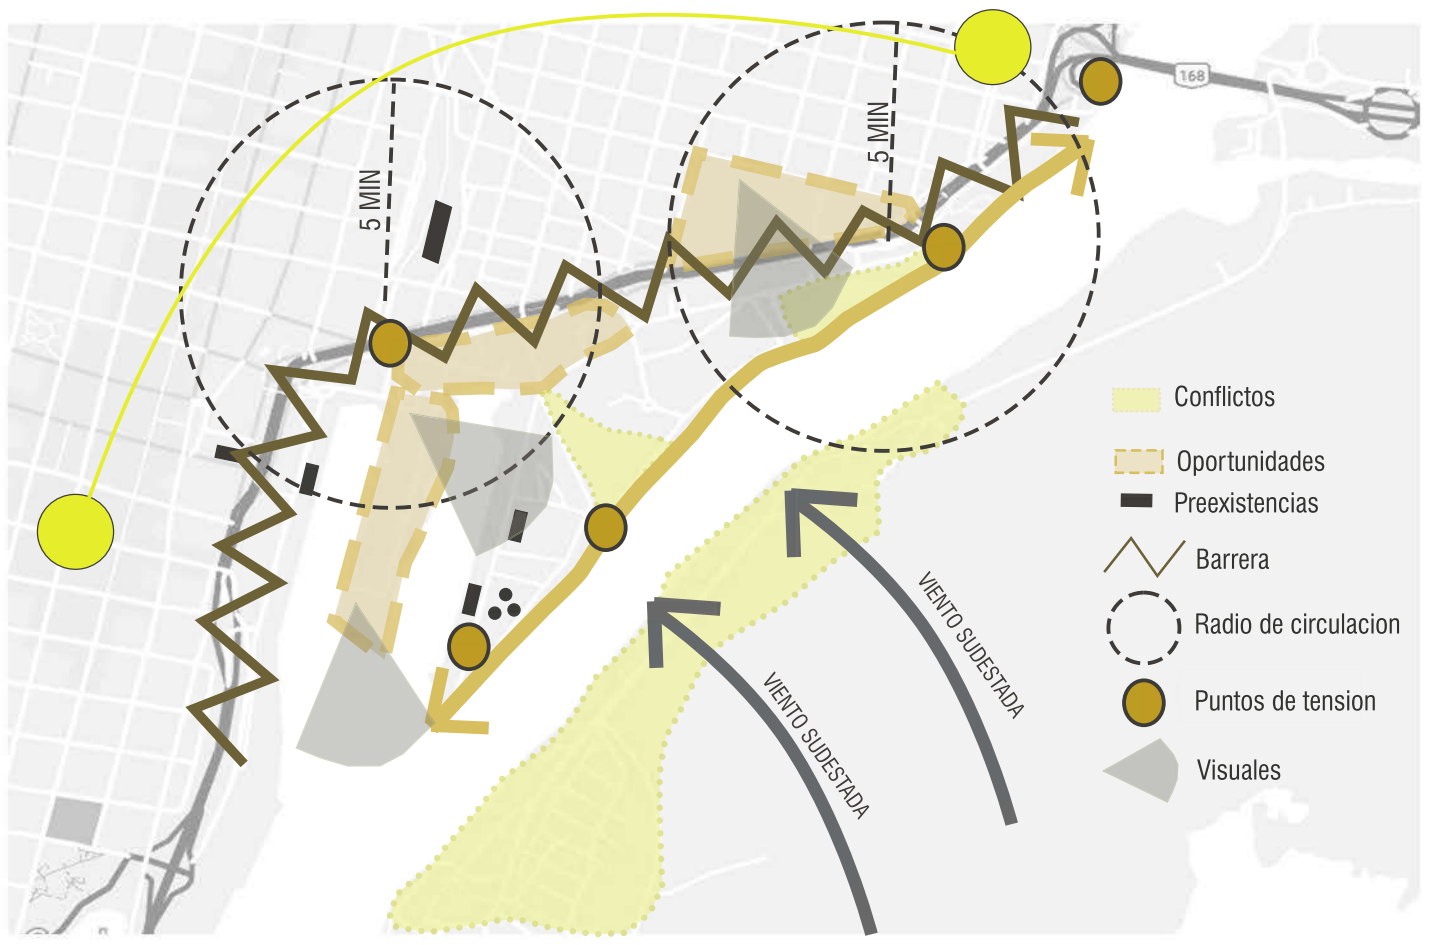 168
5 MIN
5 MIN
Conflictos
Oportunidades
Preexistencias
Barrera
Radio de circulacion
Puntos de tension
Visuales
VIENTO SUDESTADA
VIENTO SUDESTADA